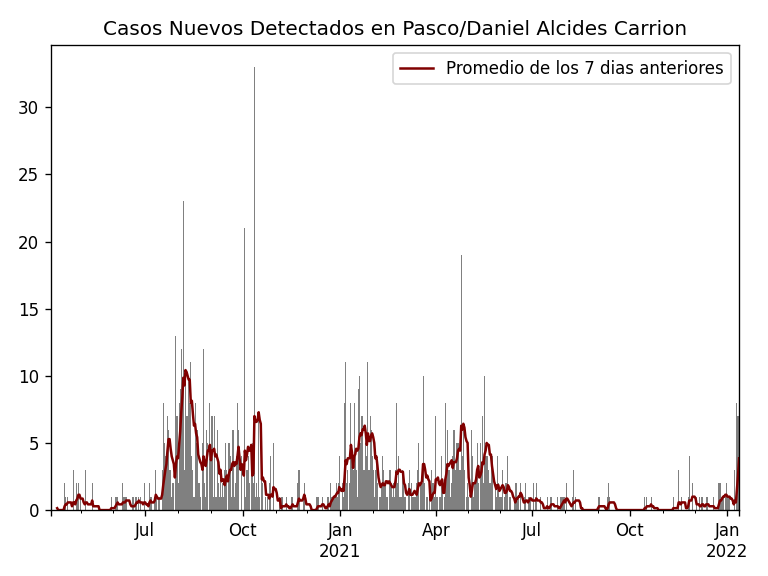 Casos Nuevos Detectados en Pasco/Daniel Alcides Carrion
Promedio de los 7 dias anteriores
30
25
20
15
10
5
0
Jul
Oct
Jan
2021
Apr
Jul
Oct
Jan
2022